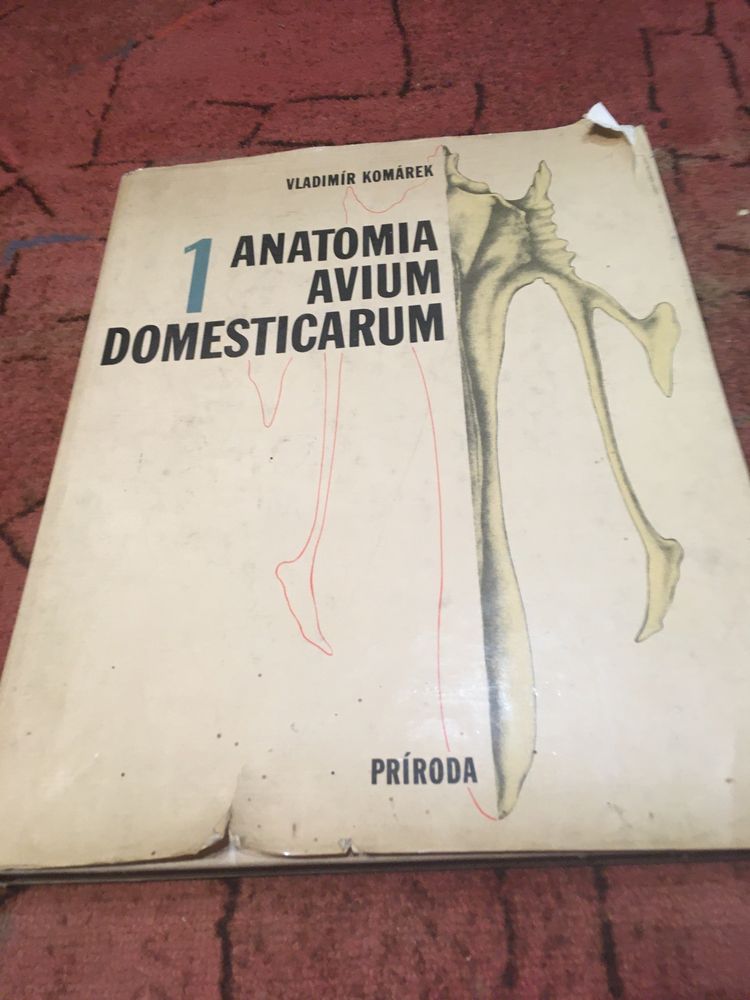 VLADIMÍR KOMÁREK
1 ANATOMIA
AVIUM
DOMESTICARUM
PRÍRODA